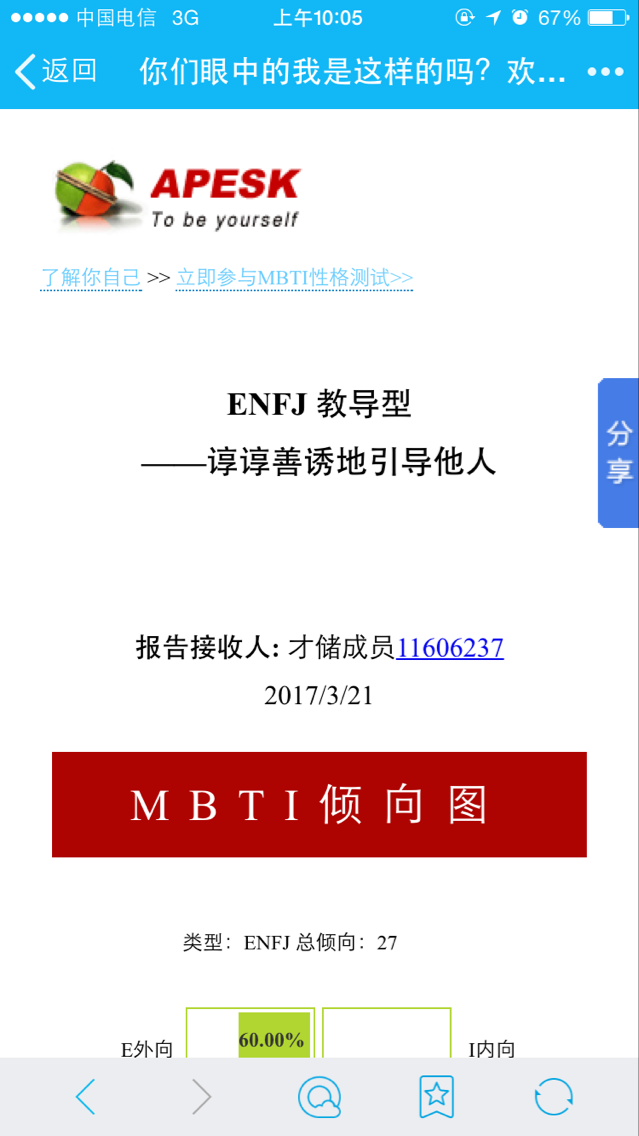 中国电信 3G 上午10:05 67%
返回 你们眼中的我是这样的吗？欢...
APESK
To be yourself
了解你自己 >> 立即参与MBTI性格测试>>
ENFJ 教导型
——谆谆善诱地引导他人
分享
报告接收人: 才储成员11606237
2017/3/21
MBTI倾向图
类型：ENFJ 总倾向：27
E外向 60.00% I内向